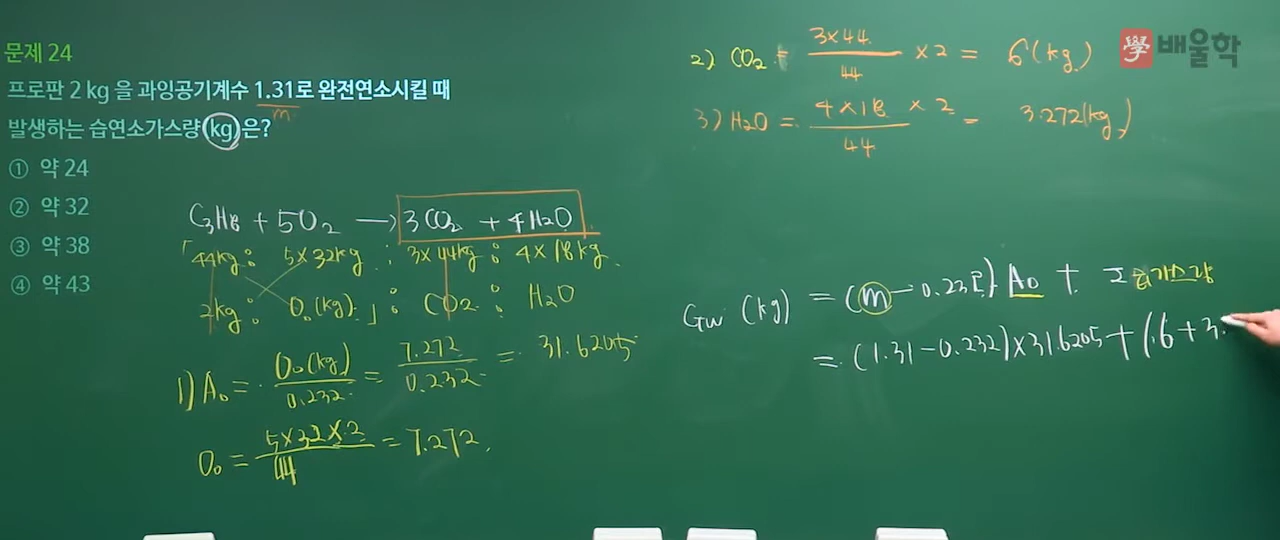 문제 24
프로판 2 kg 을 과잉공기계수 1.31로 완전연소시킬 때
m
발생하는 습연소가스량(kg)은?
① 약 24
② 약 32
③ 약 38
④ 약 43
C3H8 + 5O2 → 3CO2 + 4H2O
「44kg : 5×32kg : 3×44kg : 4×18kg
2kg : O0(kg)」 : CO2 : H2O
1) A0 = O0(kg)/0.232 = 7.272/0.232 = 31.6205
O0 = 5×32×2/44 = 7.272
學 배울학
2) CO2 = 3×44/44 ×2 = 6(kg)
3) H2O = 4×18/44 ×2 = 3.272(kg)
Gw (kg) = (m - 0.232) A0 + 습가스량
= (1.31-0.232)×31.6205 + (6+3.